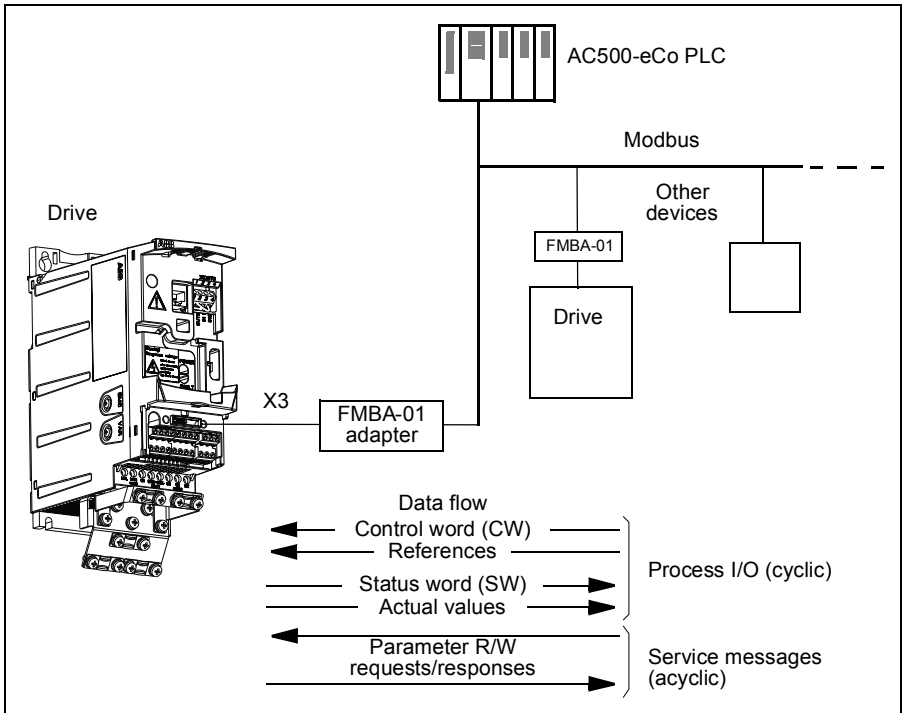 AC500-eCo PLC
Modbus
Other
devices
Drive
FMBA-01
Drive
ABB
X3
FMBA-01
adapter
Data flow
Control word (CW)
References
Status word (SW)
Actual values
Process I/O (cyclic)
Parameter R/W
requests/responses
Service messages
(acyclic)